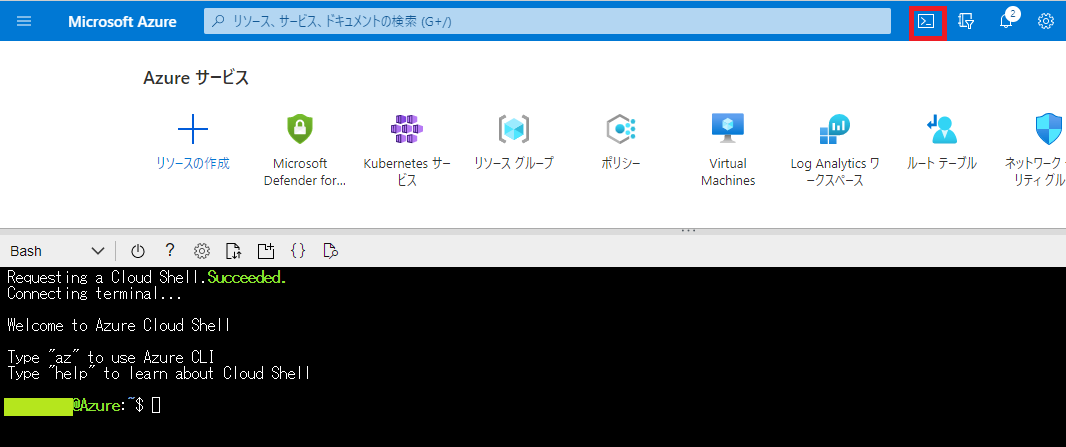 Microsoft Azure
リソース、サービス、ドキュメントの検索 (G+/)
2
Azure サービス
リソースの作成
Microsoft
Defender for...
Kubernetes サー
ビス
リソース グループ
ポリシー
Virtual
Machines
Log Analytics ワ
ークスペース
ルート テーブル
ネットワーク
リティ グル
Bash
Requesting a Cloud Shell.Succeeded.
Connecting terminal...
Welcome to Azure Cloud Shell
Type "az" to use Azure CLI
Type "help" to learn about Cloud Shell
@Azure:~$